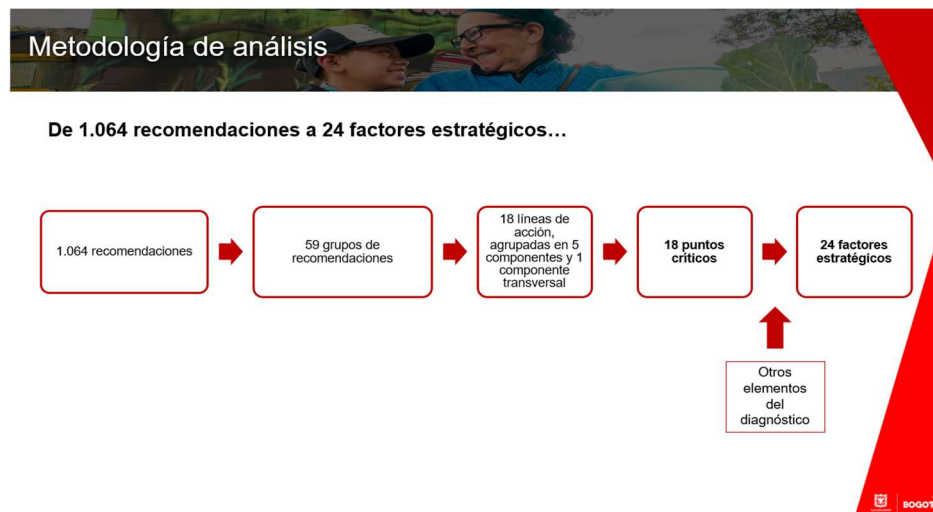 Metodología de análisis
De 1.064 recomendaciones a 24 factores estratégicos…
1.064 recomendaciones
59 grupos de
recomendaciones
18 líneas de
acción,
agrupadas en 5
componentes y 1
componente
transversal
18 puntos
críticos
24 factores
estratégicos
Otros
elementos
del
diagnóstico